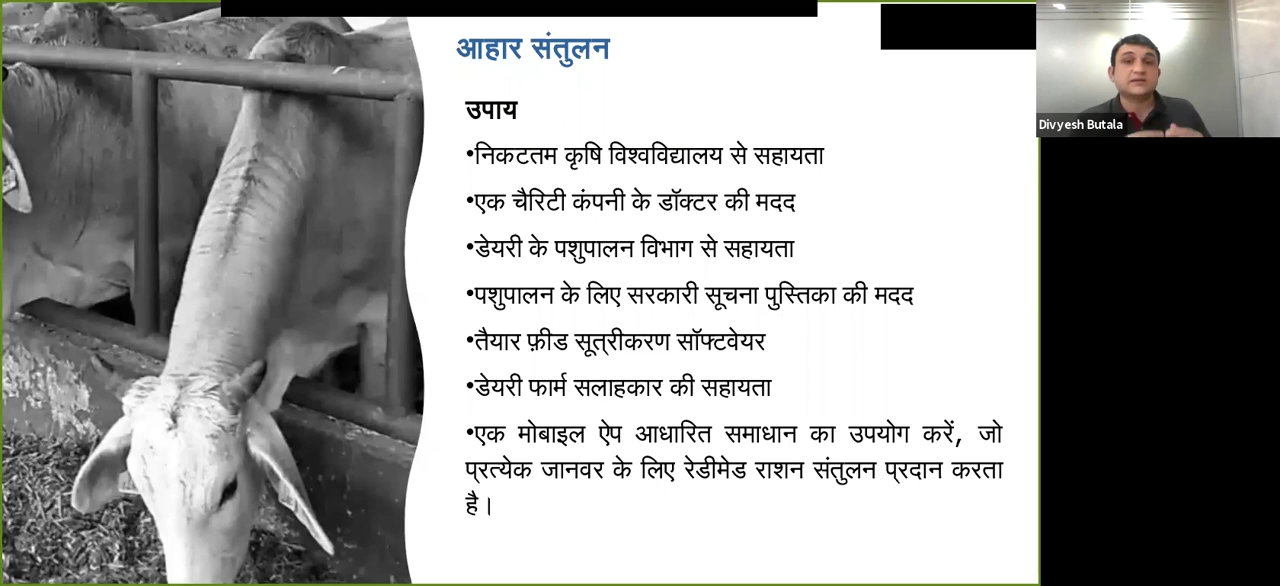 आहार संतुलन
उपाय
•निकटतम कृषि विश्वविद्यालय से सहायता
•एक चैरिटी कंपनी के डॉक्टर की मदद
•डेयरी के पशुपालन विभाग से सहायता
•पशुपालन के लिए सरकारी सूचना पुस्तिका की मदद
•तैयार फ़ीड सूत्रीकरण सॉफ्टवेयर
•डेयरी फार्म सलाहकार की सहायता
•एक मोबाइल ऐप आधारित समाधान का उपयोग करें, जो
प्रत्येक जानवर के लिए रेडीमेड राशन संतुलन प्रदान करता
है।
Divyesh Butala